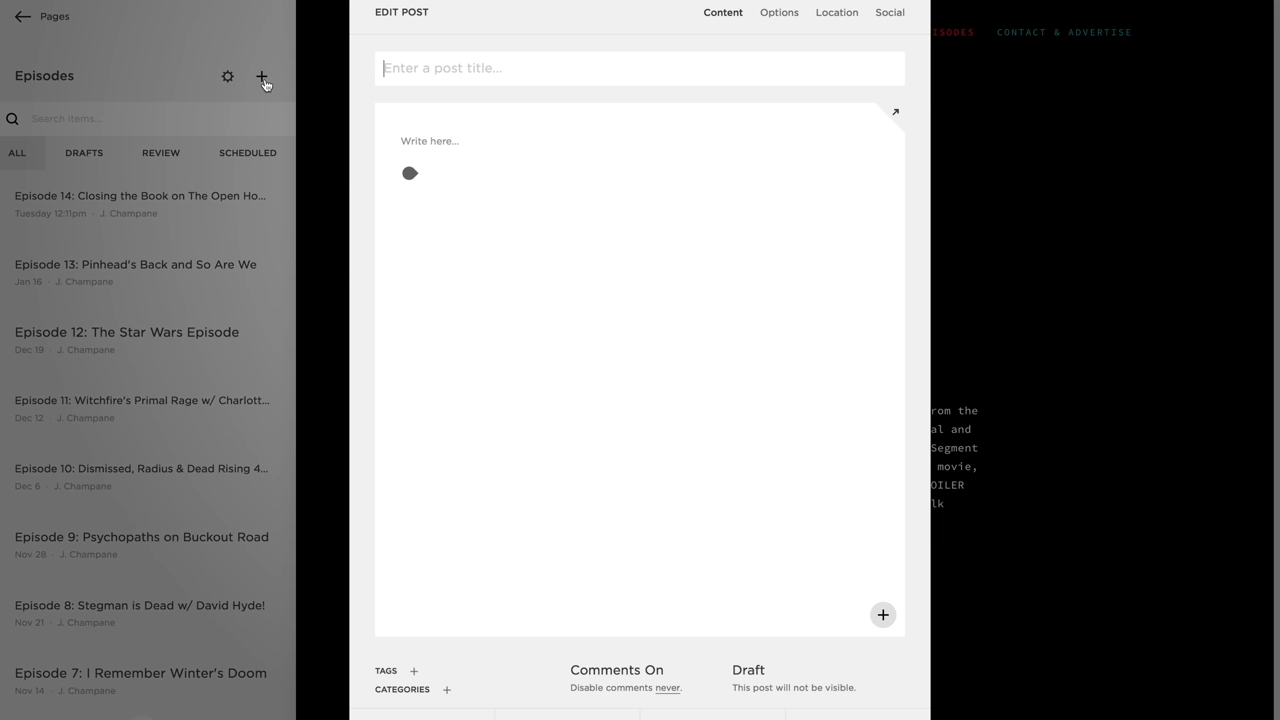 Pages
Episodes
Search items...
ALL DRAFTS REVIEW SCHEDULED
Episode 14: Closing the Book on The Open Ho...
Tuesday 12:11pm · J. Champane
Episode 13: Pinhead's Back and So Are We
Jan 16 · J. Champane
Episode 12: The Star Wars Episode
Dec 19 · J. Champane
Episode 11: Witchfire's Primal Rage w/ Charlott...
Dec 12 · J. Champane
Episode 10: Dismissed, Radius & Dead Rising 4...
Dec 6 · J. Champane
Episode 9: Psychopaths on Buckout Road
Nov 28 · J. Champane
Episode 8: Stegman is Dead w/ David Hyde!
Nov 21 · J. Champane
Episode 7: I Remember Winter's Doom
Nov 14 · J. Champane
EDIT POST
Content Options Location Social
Enter a post title...
Write here...
TAGS +
CATEGORIES +
Comments On
Disable comments never.
Draft
This post will not be visible.
ISODES CONTACT & ADVERTISE
rom the
al and
Segment
movie,
OILER
lk